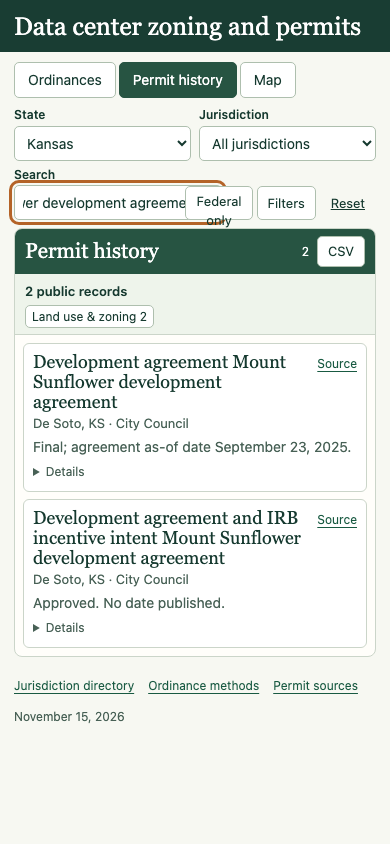 Data center zoning and permits
Ordinances
Permit history
Map
State
Jurisdiction
Kansas
All jurisdictions
Search
development agreeme
Federal only
Filters
Reset
Permit history
2
CSV
2 public records
Land use & zoning 2
Development agreement Mount
Sunflower development
agreement
Source
De Soto, KS · City Council
Final; agreement as-of date September 23, 2025.
Details
Development agreement and IRB
incentive intent Mount Sunflower
development agreement
Source
De Soto, KS · City Council
Approved. No date published.
Details
Jurisdiction directory
Ordinance methods
Permit sources
November 15, 2026